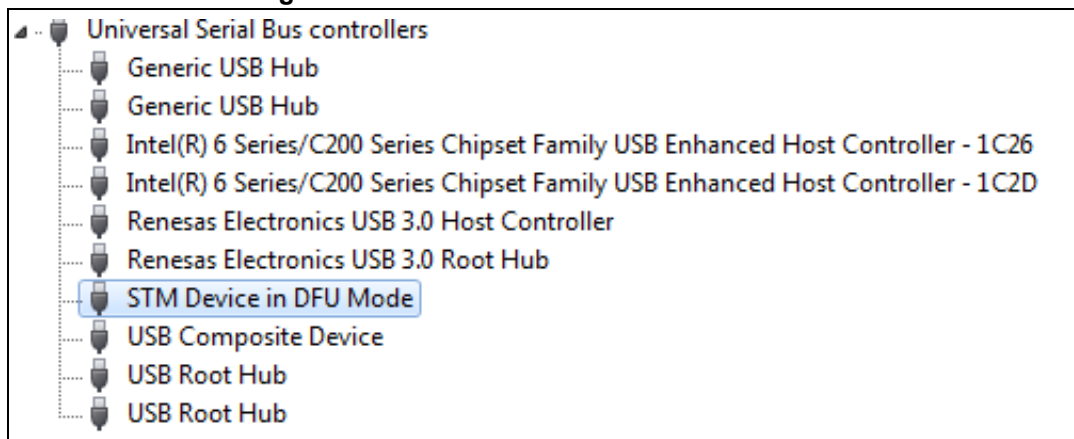 Universal Serial Bus controllers
Generic USB Hub
Generic USB Hub
Intel(R) 6 Series/C200 Series Chipset Family USB Enhanced Host Controller - 1C26
Intel(R) 6 Series/C200 Series Chipset Family USB Enhanced Host Controller - 1C2D
Renesas Electronics USB 3.0 Host Controller
Renesas Electronics USB 3.0 Root Hub
STM Device in DFU Mode
USB Composite Device
USB Root Hub
USB Root Hub